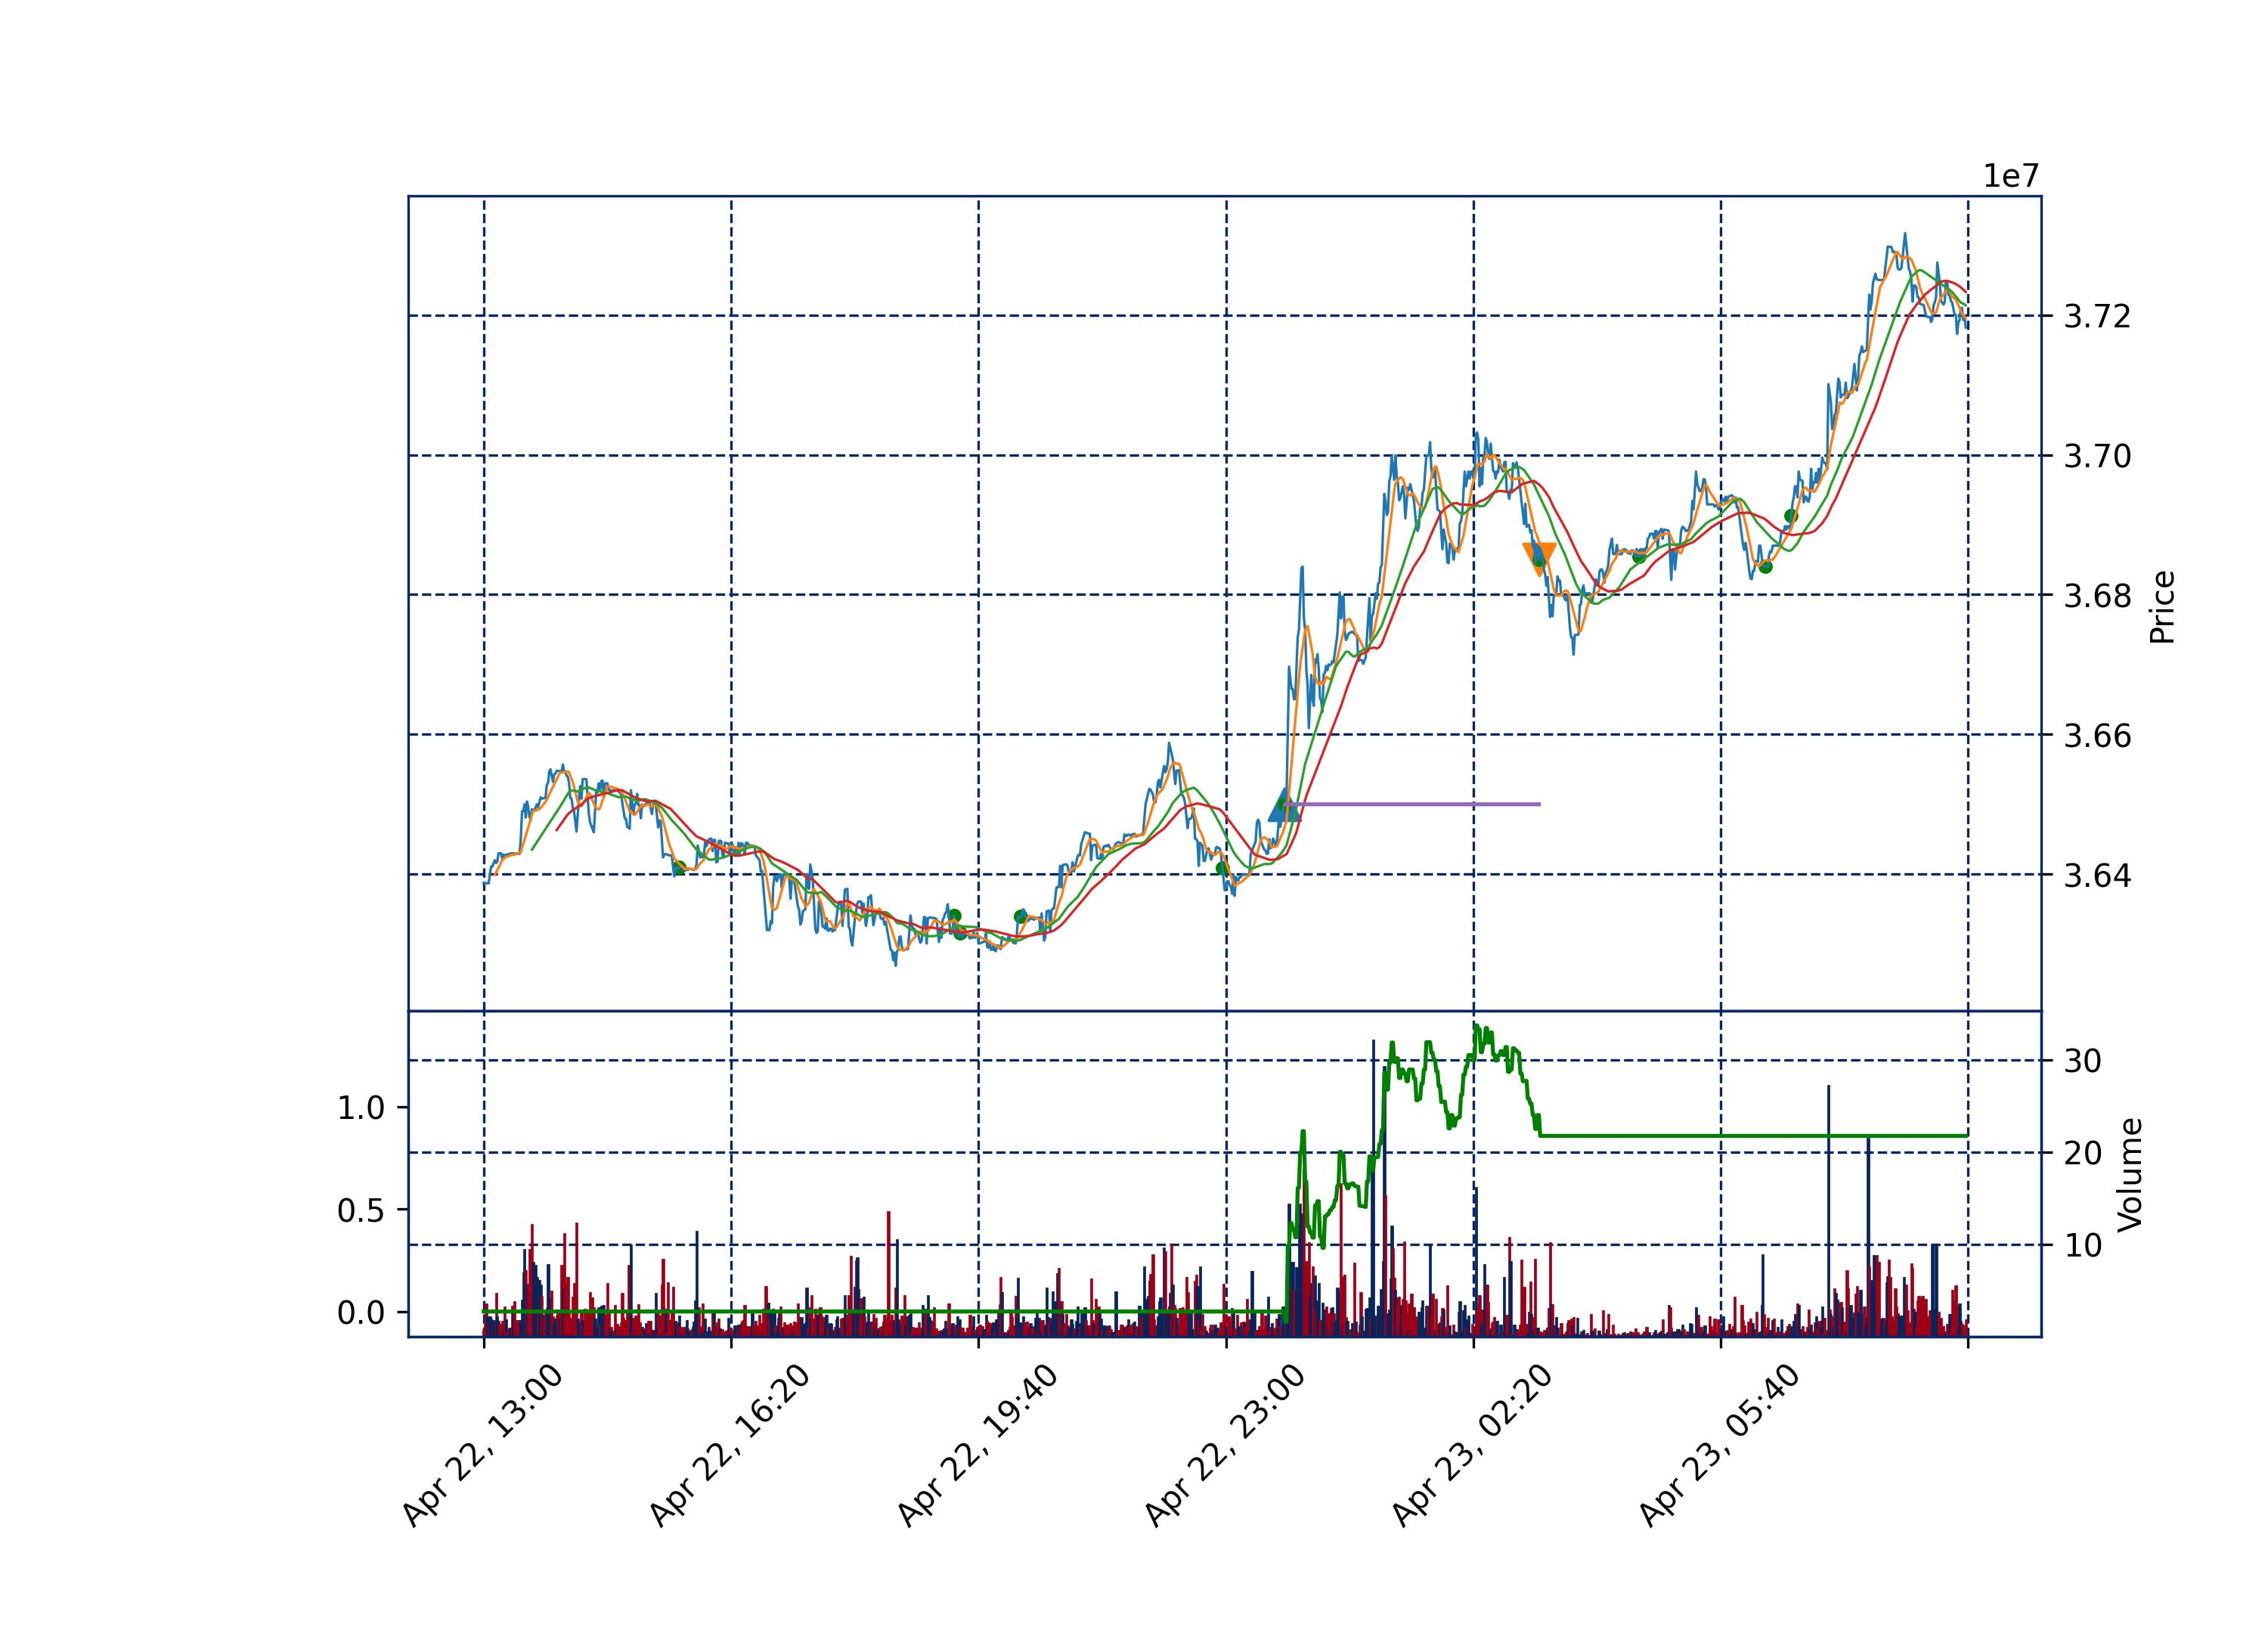 1e7
3.72
3.70
3.68
3.66
3.64
Price
30
20
10
Volume
1.0
0.5
0.0
Apr 22, 13:00
Apr 22, 16:20
Apr 22, 19:40
Apr 22, 23:00
Apr 23, 02:20
Apr 23, 05:40